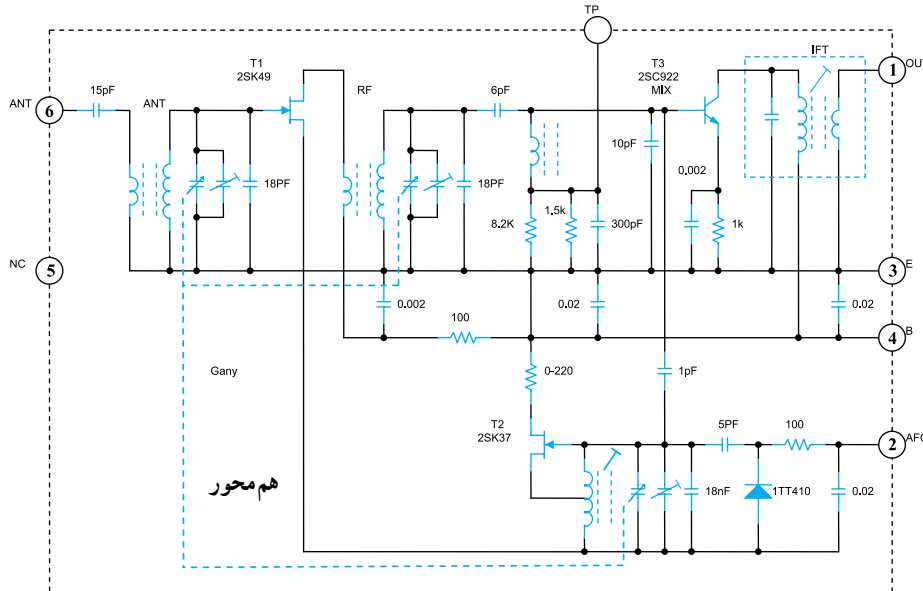 TP
T1
2SK49
T3
2SC922
MIX
IFT
1
OUT
15pF
ANT
6
ANT
RF
6pF
10pF
0.002
18PF
18PF
8.2K
1.5k
300pF
1k
NC
5
3
E
0.002
0.02
0.02
100
4
B
Gany
0-220
1pF
T2
2SK37
5PF
100
2
AFC
هم محور
18nF
1TT410
0.02